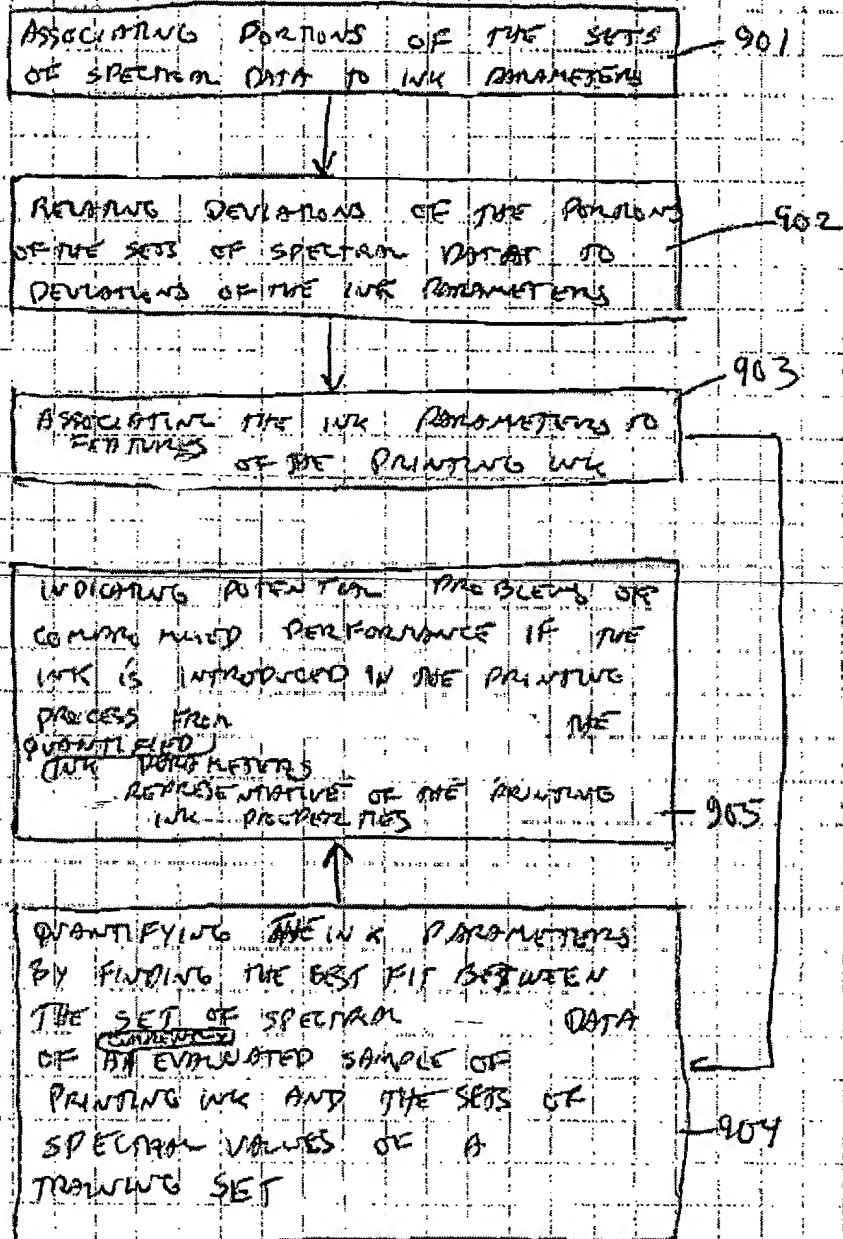 ASSOCIATING PORTIONS OF THE SETS
OF SPECTRAL DATA TO INK PARAMETERS
901
RELATING DEVIATIONS OF THE PORTIONS
OF THE SETS OF SPECTRAL DATAT TO
DEVIATIONS OF THE INK PARAMETERS
902
903
ASSOCIATING THE INK PARAMETERS TO
FEATURES
OF THE PRINTING INK
INDICATING POTENTIAL PROBLEMS OR
COMPROMISED PERFORMANCE IF THE
INK IS INTRODUCED IN THE PRINTING
PROCESS FROM THE
QUANTIFIED
INK PARAMETERS
REPRESENTATIVE OF THE PRINTING
INK PROPERTIES
905
QUANTIFYING THE INK PARAMETERS
BY FINDING THE BEST FIT BETWEEN
THE SET OF SPECTRAL DATA
CURRENTLY
OF A EVALUATED SAMPLE OF
PRINTING INK AND THE SETS OF
SPECTRAL VALUES OF A
TRAINING SET
904